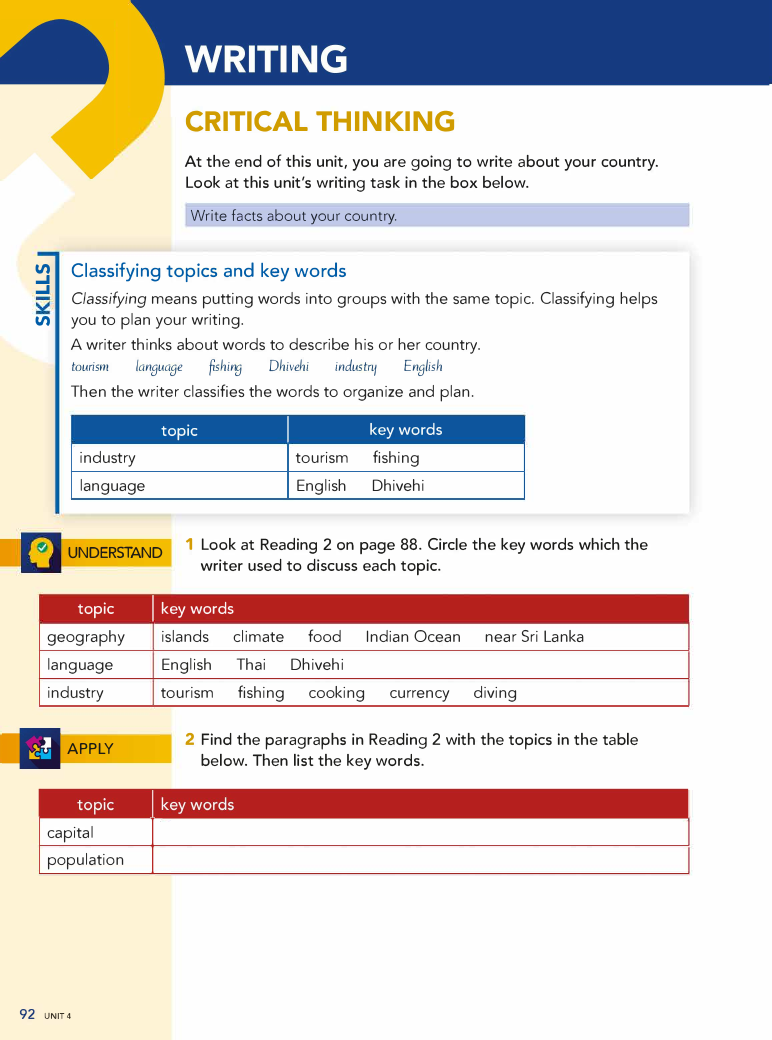 WRITING
CRITICAL THINKING
At the end of this unit, you are going to write about your country.
Look at this unit's writing task in the box below.
Write facts about your country.
SKILLS
Classifying topics and key words
Classifying means putting words into groups with the same topic. Classifying helps
you to plan your writing.
A writer thinks about words to describe his or her country.
tourism language fishing Dhivehi industry English
Then the writer classifies the words to organize and plan.
topic key words
industry tourism fishing
language English Dhivehi
UNDERSTAND
1 Look at Reading 2 on page 88. Circle the key words which the
writer used to discuss each topic.
topic key words
geography islands climate food Indian Ocean near Sri Lanka
language English Thai Dhivehi
industry tourism fishing cooking currency diving
APPLY
2 Find the paragraphs in Reading 2 with the topics in the table
below. Then list the key words.
topic key words
capital
population
92 UNIT 4